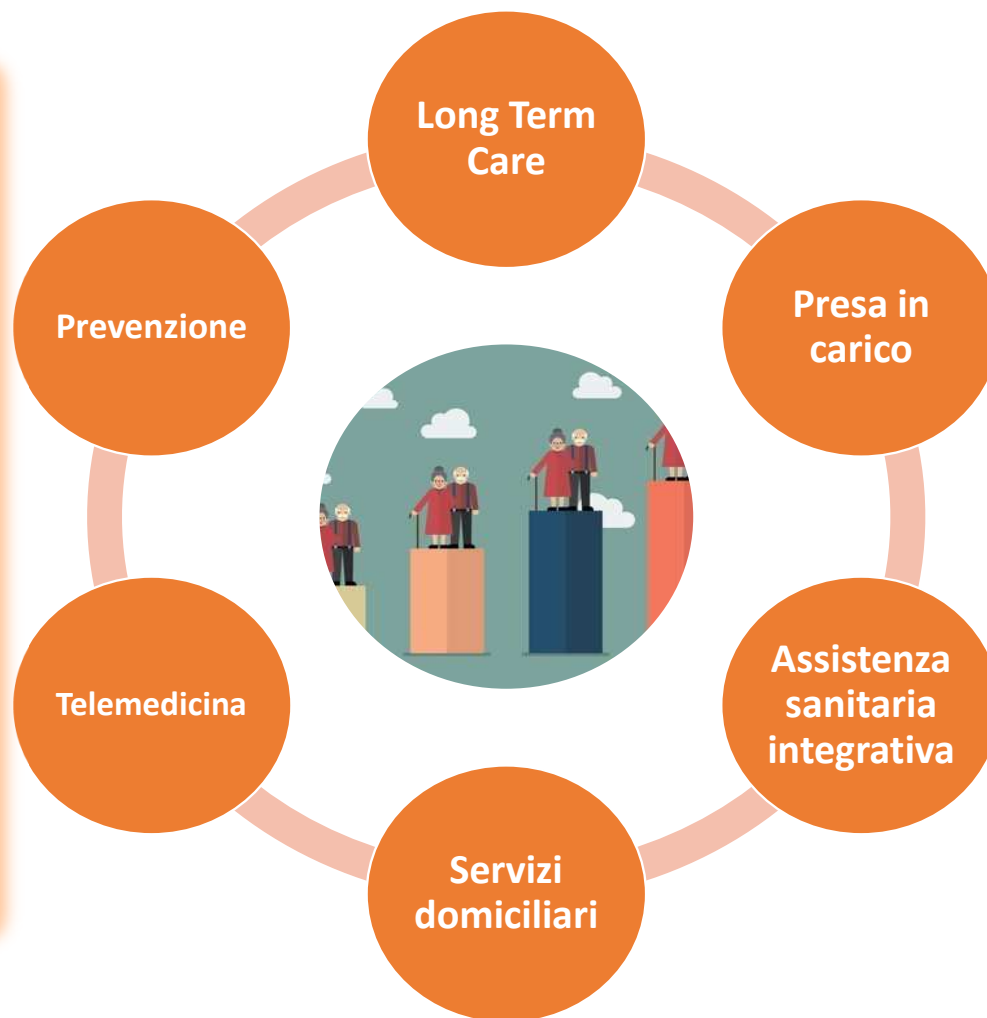 Long Term
Care
Presa in
carico
Assistenza
sanitaria
integrativa
Servizi
domiciliari
Telemedicina
Prevenzione